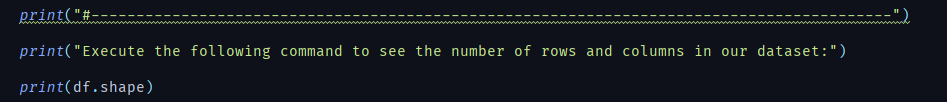 print("#-----------------------------------------------------------------------------------------")
print("Execute the following command to see the number of rows and columns in our dataset:")
print(df.shape)